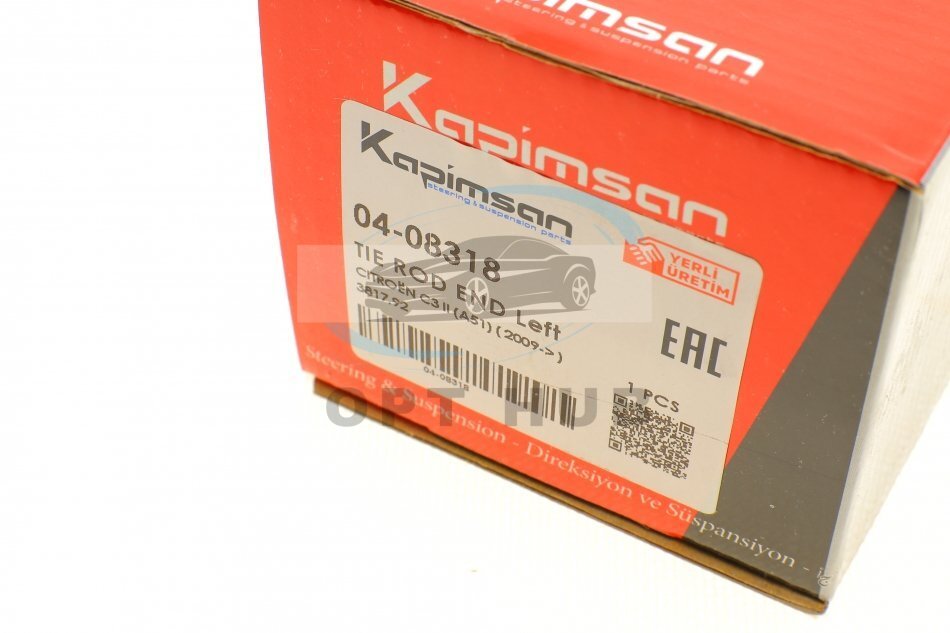 Kapimsan
steering & suspension parts
Kapimsan
Kapimsan
steering & suspension parts
04-08318
TIE ROD END Left
CITROËN C3 II (A51) ( 2009-> )
3817.92
04-08318
YERLİ
ÜRETİM
EAC
1 PCS
OPT HUB
Steering & Suspension - Direksiyon ve Süspansiyon -